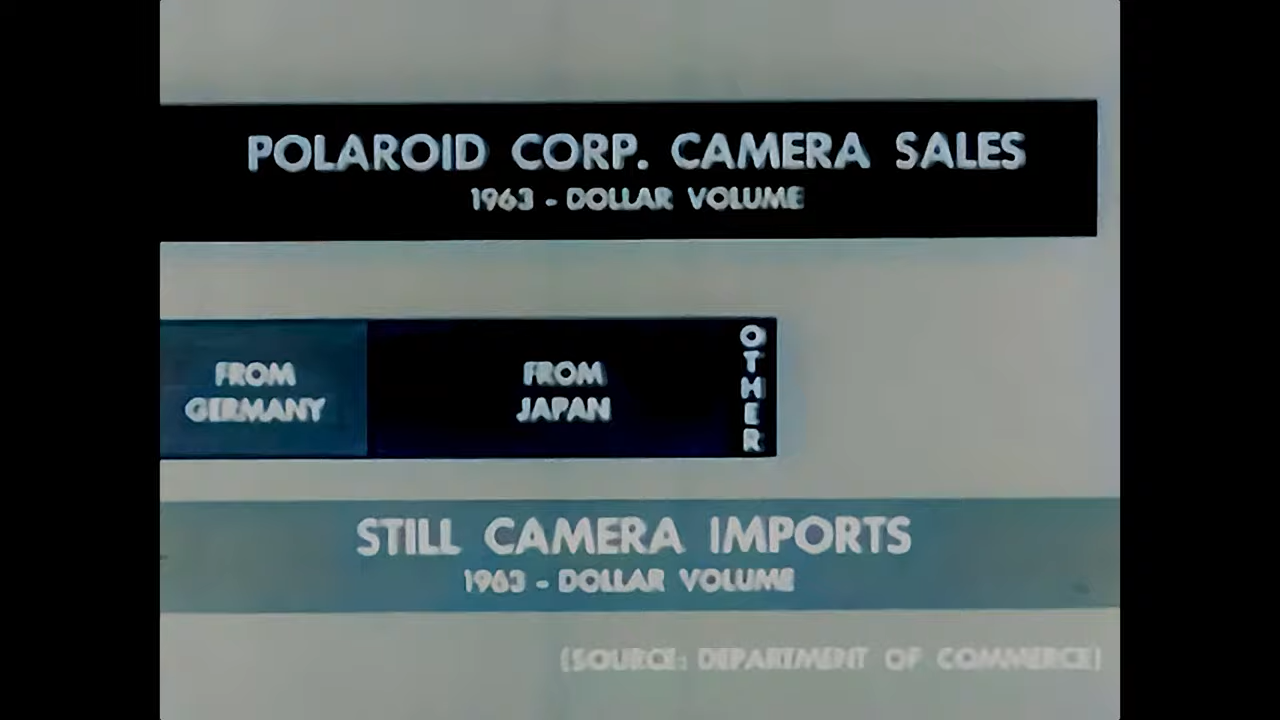 POLAROID CORP. CAMERA SALES
1963 - DOLLAR VOLUME
FROM
GERMANY
FROM
JAPAN
OTHER
STILL CAMERA IMPORTS
1963 - DOLLAR VOLUME
(SOURCE: DEPARTMENT OF COMMERCE)